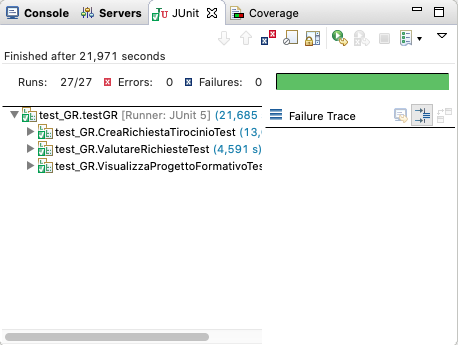 Console Servers JUnit Coverage
Finished after 21,971 seconds
Runs: 27/27 Errors: 0 Failures: 0
test_GR.testGR [Runner: JUnit 5] (21,685
Failure Trace
test_GR.CreaRichiestaTirocinioTest (13,
test_GR.ValutareRichiesteTest (4,591 s)
test_GR.VisualizzaProgettoFormativoTe